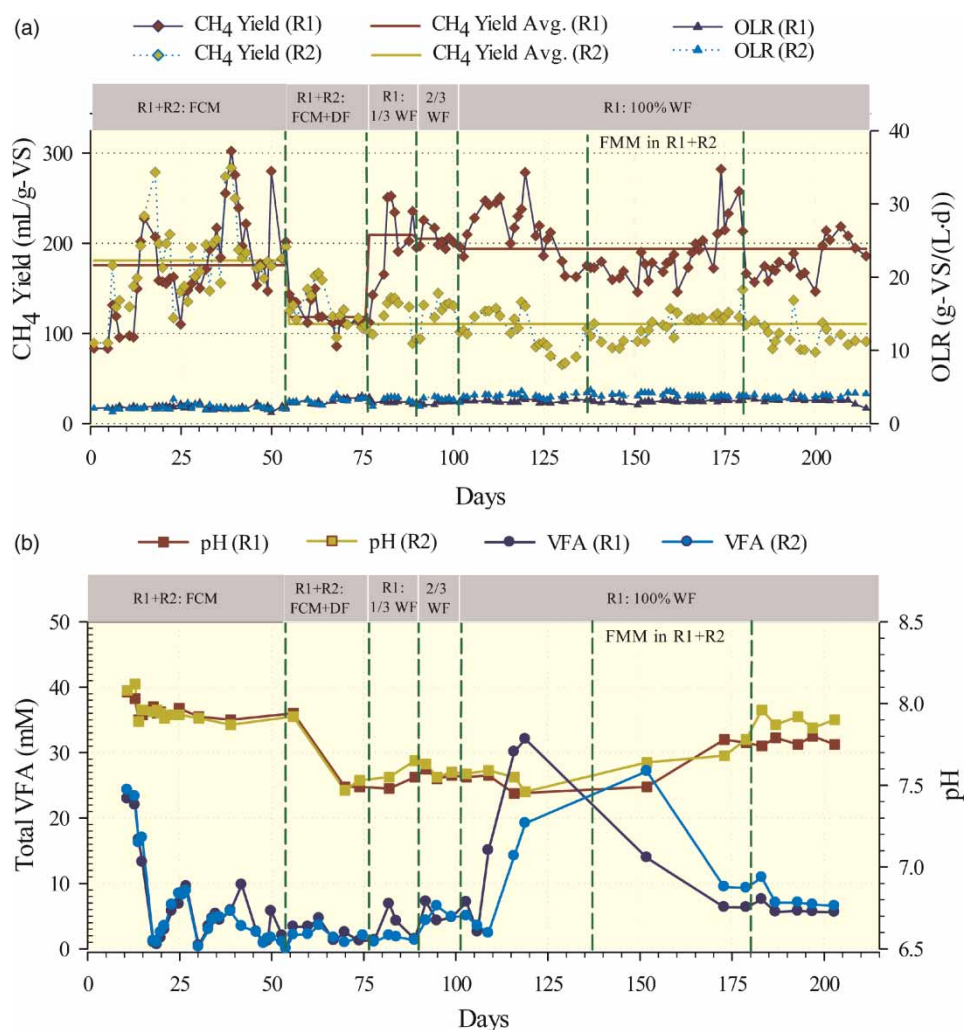 (a)
CH4 Yield (R1) CH4 Yield Avg. (R1) OLR (R1)
CH4 Yield (R2) CH4 Yield Avg. (R2) OLR (R2)
R1+R2: FCM
R1+R2:
FCM+DF
R1:
1/3 WF
2/3
WF
R1: 100% WF
FMM in R1+R2
CH4 Yield (mL/g-VS)
300
200
100
0
OLR (g-VS/(L·d))
40
30
20
10
0
0 25 50 75 100 125 150 175 200
Days
(b)
pH (R1) pH (R2) VFA (R1) VFA (R2)
R1+R2: FCM
R1+R2:
FCM+DF
R1:
1/3 WF
2/3
WF
R1: 100% WF
FMM in R1+R2
Total VFA (mM)
50
40
30
20
10
0
pH
8.5
8.0
7.5
7.0
6.5
0 25 50 75 100 125 150 175 200
Days